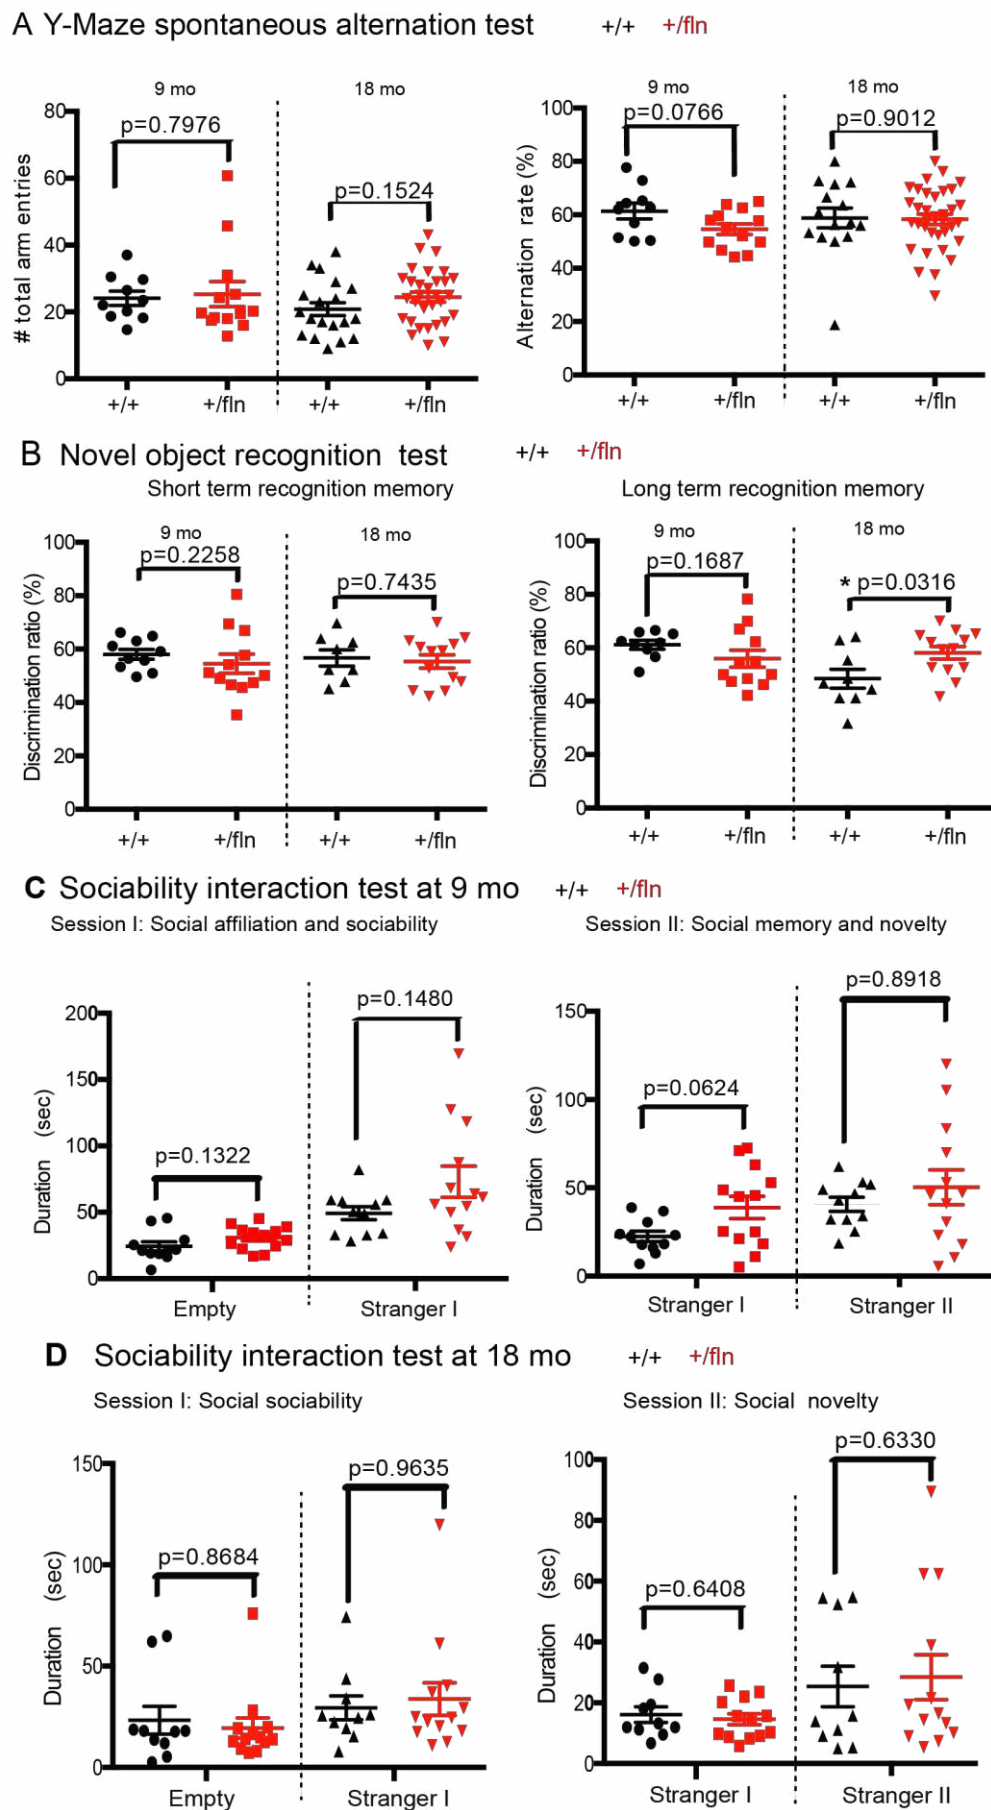 A Y-Maze spontaneous alternation test +/+ +/fln
9 mo 18 mo
p=0.7976
p=0.1524
# total arm entries
80
60
40
20
0
+/+ +/fln +/+ +/fln
9 mo 18 mo
p=0.0766 p=0.9012
Alternation rate (%)
100
80
60
40
20
0
+/+ +/fln +/+ +/fln
B Novel object recognition test +/+ +/fln
Short term recognition memory
9 mo 18 mo
p=0.2258
p=0.7435
Discrimination ratio (%)
100
80
60
40
20
0
+/+ +/fln +/+ +/fln
Long term recognition memory
9 mo 18 mo
p=0.1687
* p=0.0316
Discrimination ratio (%)
100
80
60
40
20
0
+/+ +/fln +/+ +/fln
C Sociability interaction test at 9 mo +/+ +/fln
Session I: Social affiliation and sociability
p=0.1480
p=0.1322
Duration (sec)
200
150
100
50
0
Empty Stranger I
Session II: Social memory and novelty
p=0.8918
p=0.0624
Duration (sec)
150
100
50
0
Stranger I Stranger II
D Sociability interaction test at 18 mo +/+ +/fln
Session I: Social sociability
p=0.9635
p=0.8684
Duration (sec)
150
100
50
0
Empty Stranger I
Session II: Social novelty
p=0.6330
p=0.6408
Duration (sec)
100
80
60
40
20
0
Stranger I Stranger II